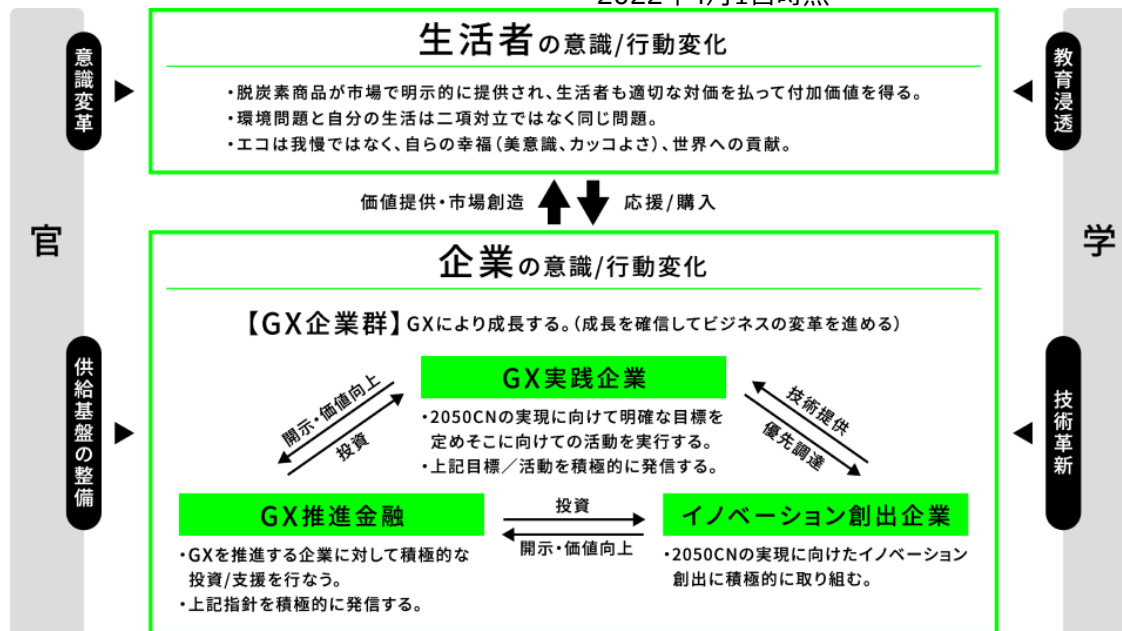 2022年4月1日時点
生活者の意識/行動変化
・脱炭素商品が市場で明示的に提供され、生活者も適切な対価を払って付加価値を得る。
・環境問題と自分の生活は二項対立ではなく同じ問題。
・エコは我慢ではなく、自らの幸福(美意識、カッコよさ)、世界への貢献。
意識変革
教育浸透
価値提供・市場創造
応援/購入
官
学
企業の意識/行動変化
【GX企業群】GXにより成長する。(成長を確信してビジネスの変革を進める)
供給基盤の整備
技術革新
GX実践企業
・2050CNの実現に向けて明確な目標を
定めそこに向けての活動を実行する。
・上記目標/活動を積極的に発信する。
開示・価値向上
投資
技術提供
優先調達
GX推進金融
・GXを推進する企業に対して積極的な
投資/支援を行なう。
・上記指針を積極的に発信する。
投資
開示・価値向上
イノベーション創出企業
・2050CNの実現に向けたイノベーション
創出に積極的に取り組む。